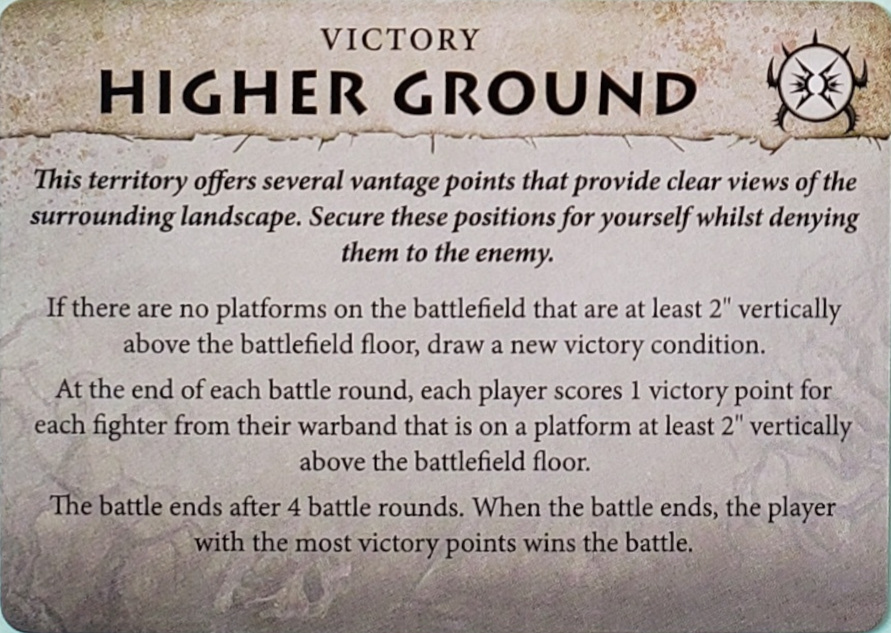 VICTORY
HIGHER GROUND
This territory offers several vantage points that provide clear views of the
surrounding landscape. Secure these positions for yourself whilst denying
them to the enemy.
If there are no platforms on the battlefield that are at least 2" vertically
above the battlefield floor, draw a new victory condition.
At the end of each battle round, each player scores 1 victory point for
each fighter from their warband that is on a platform at least 2" vertically
above the battlefield floor.
The battle ends after 4 battle rounds. When the battle ends, the player
with the most victory points wins the battle.